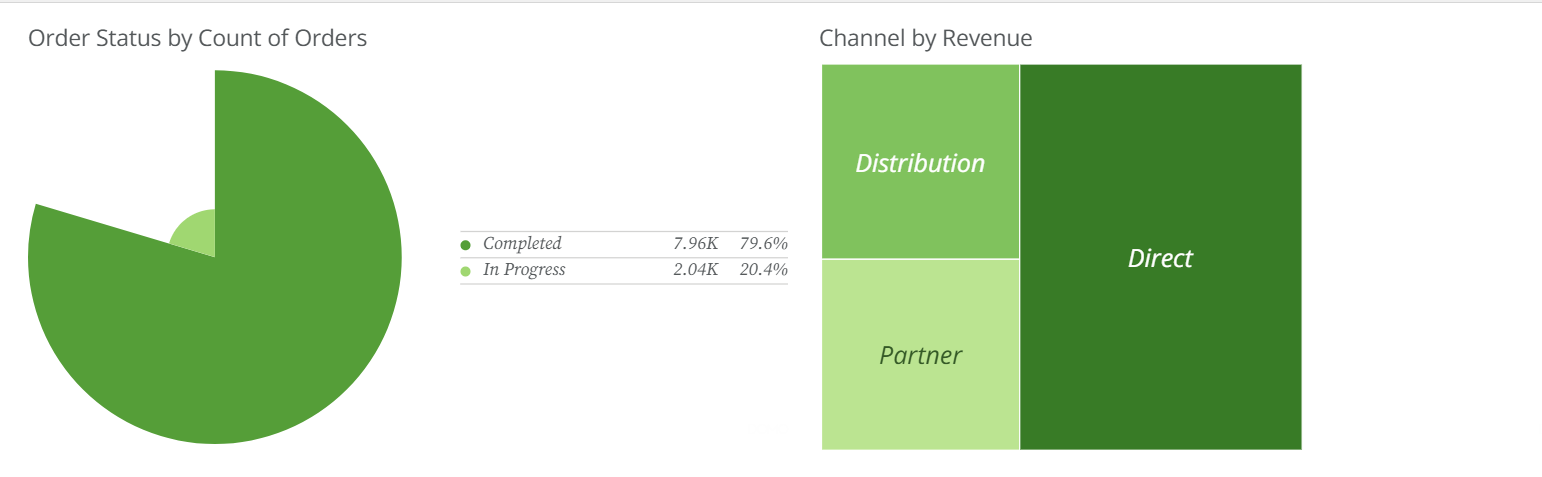 Order Status by Count of Orders
Completed 7.96K 79.6%
In Progress 2.04K 20.4%
Channel by Revenue
Distribution
Partner
Direct